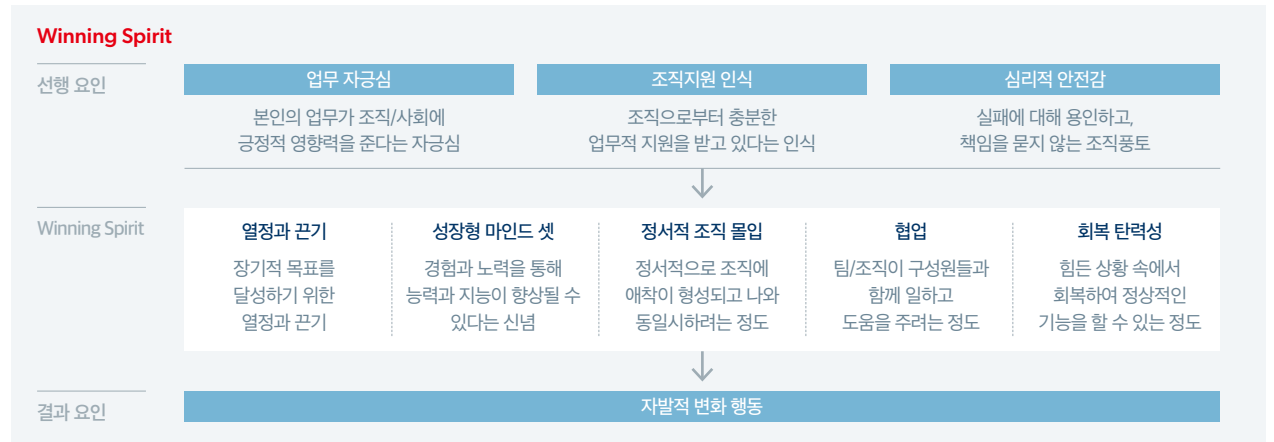 Winning Spirit
선행 요인
업무 자긍심
본인의 업무가 조직/사회에
긍정적 영향력을 준다는 자긍심
조직지원 인식
조직으로부터 충분한
업무적 지원을 받고 있다는 인식
심리적 안전감
실패에 대해 용인하고,
책임을 묻지 않는 조직풍토
Winning Spirit
열정과 끈기
장기적 목표를
달성하기 위한
열정과 끈기
성장형 마인드 셋
경험과 노력을 통해
능력과 지능이 향상될 수
있다는 신념
정서적 조직 몰입
정서적으로 조직에
애착이 형성되고 나와
동일시하려는 정도
협업
팀/조직이 구성원들과
함께 일하고
도움을 주려는 정도
회복 탄력성
힘든 상황 속에서
회복하여 정상적인
기능을 할 수 있는 정도
결과 요인
자발적 변화 행동